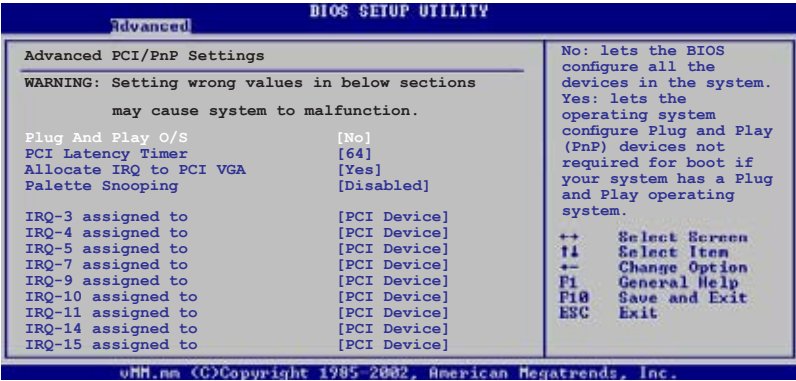 BIOS SETUP UTILITY
Advanced
Advanced PCI/PnP Settings
WARNING: Setting wrong values in below sections
may cause system to malfunction.
Plug And Play O/S [No]
PCI Latency Timer [64]
Allocate IRQ to PCI VGA [Yes]
Palette Snooping [Disabled]
IRQ-3 assigned to [PCI Device]
IRQ-4 assigned to [PCI Device]
IRQ-5 assigned to [PCI Device]
IRQ-7 assigned to [PCI Device]
IRQ-9 assigned to [PCI Device]
IRQ-10 assigned to [PCI Device]
IRQ-11 assigned to [PCI Device]
IRQ-14 assigned to [PCI Device]
IRQ-15 assigned to [PCI Device]
No: lets the BIOS
configure all the
devices in the system.
Yes: lets the
operating system
configure Plug and Play
(PnP) devices not
required for boot if
your system has a Plug
and Play operating
system.
←→ Select Screen
↑↓ Select Item
+- Change Option
F1 General Help
F10 Save and Exit
ESC Exit
vMM.mm (C)Copyright 1985-2002, American Megatrends, Inc.